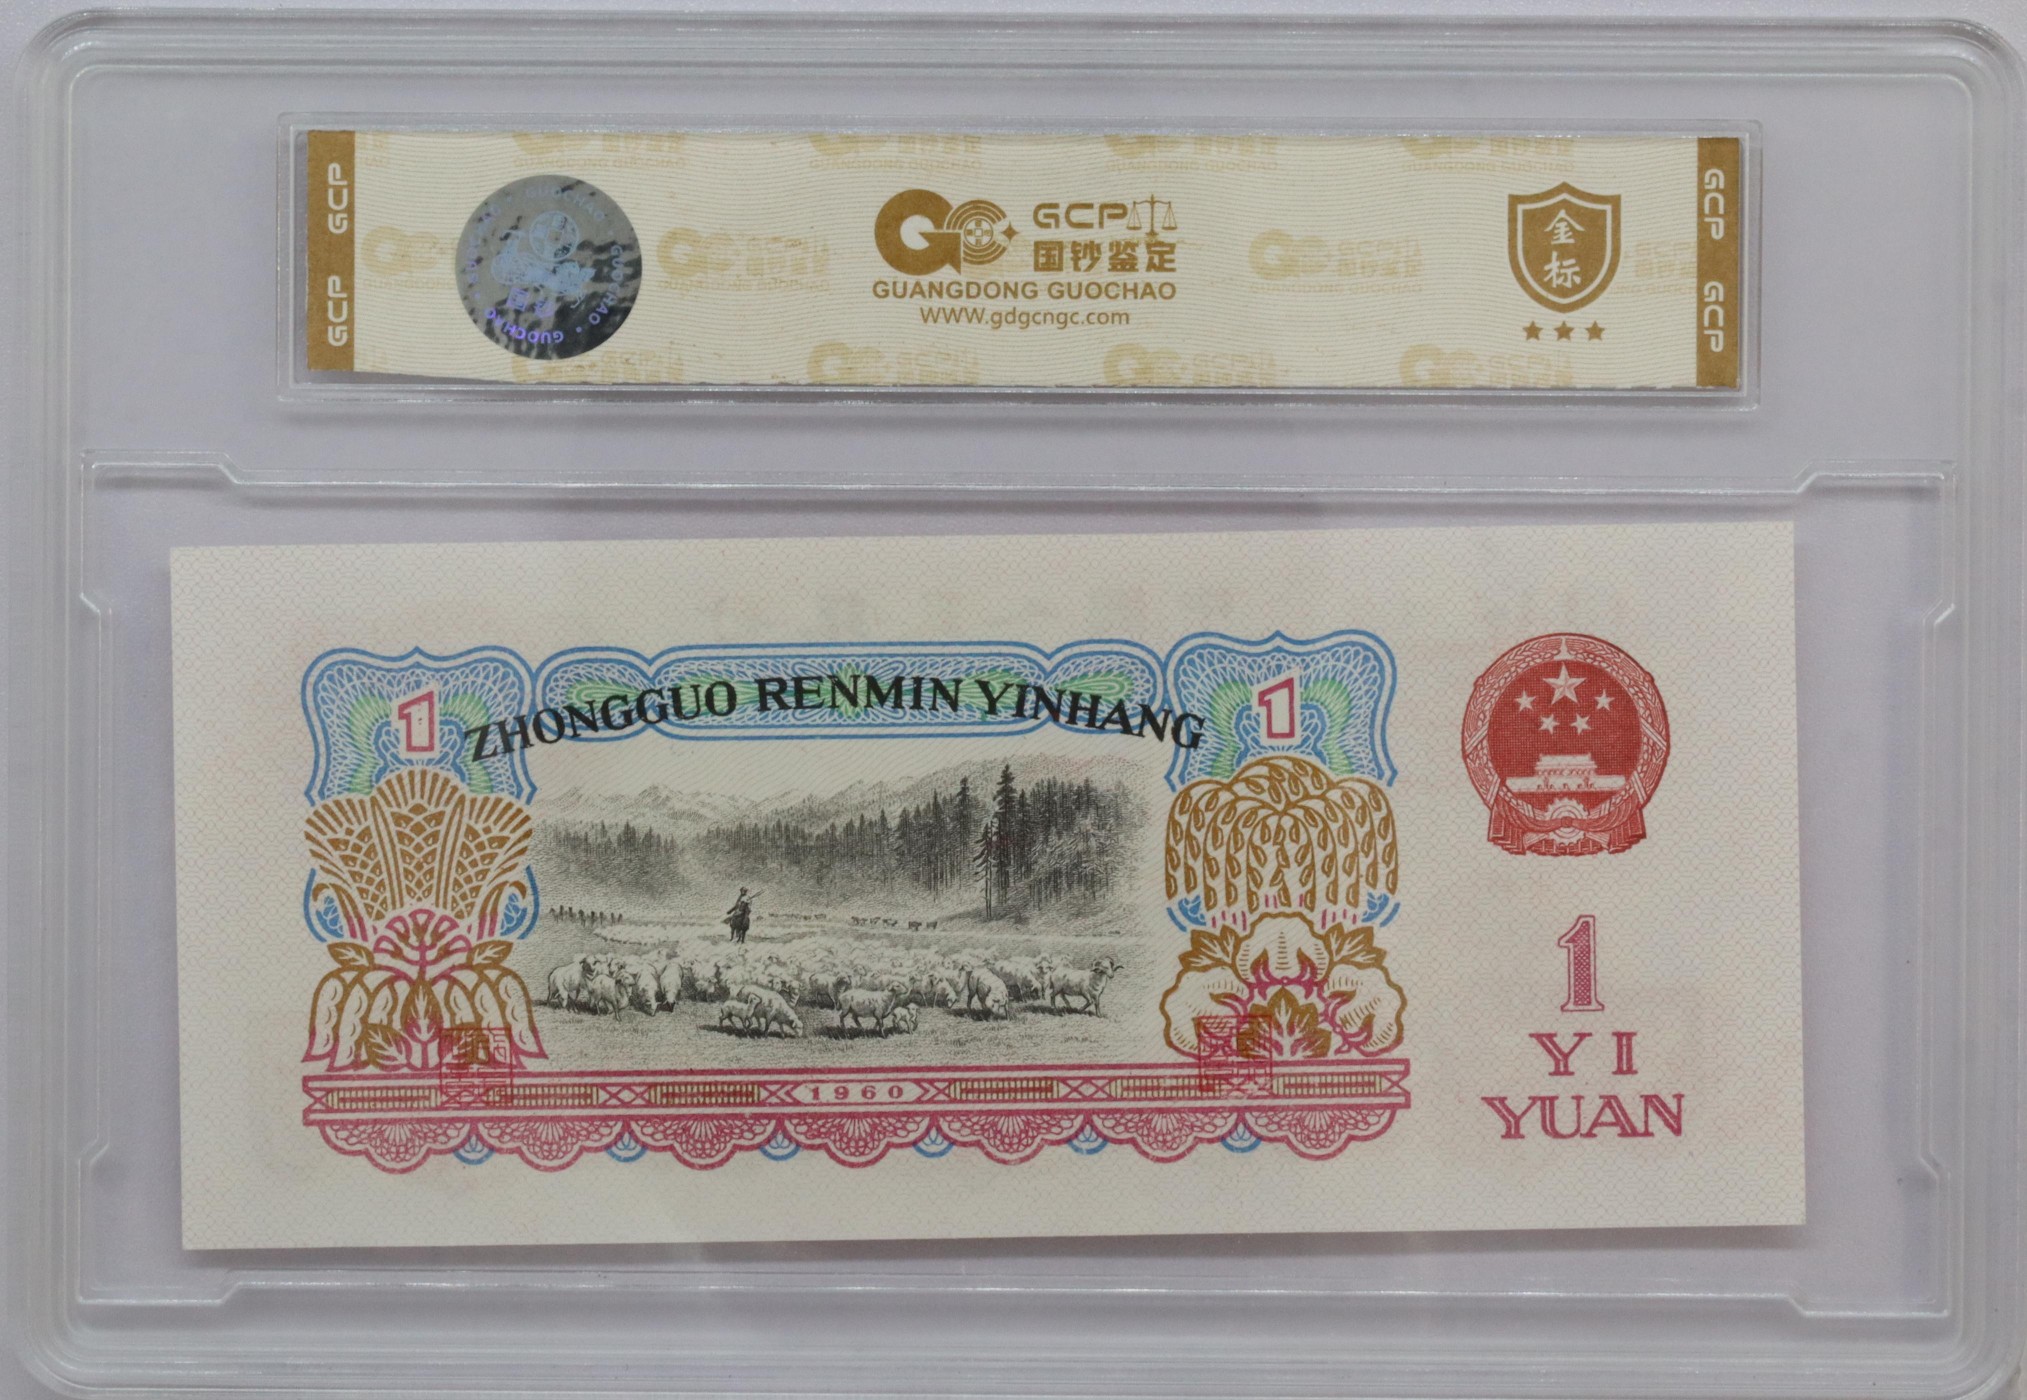 GCP GCP
GUOCHAO
GCP
国钞鉴定
GUANGDONG GUOCHAO
WWW.gdgcngc.com
金标
GCP GCP
1
ZHONGGUO RENMIN YINHANG
1
1960
1
YI
YUAN